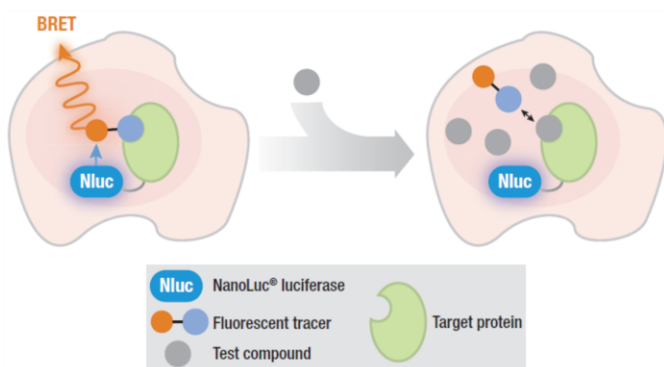 BRET
Nluc
Nluc
Nluc NanoLuc® luciferase
Fluorescent tracer
Target protein
Test compound